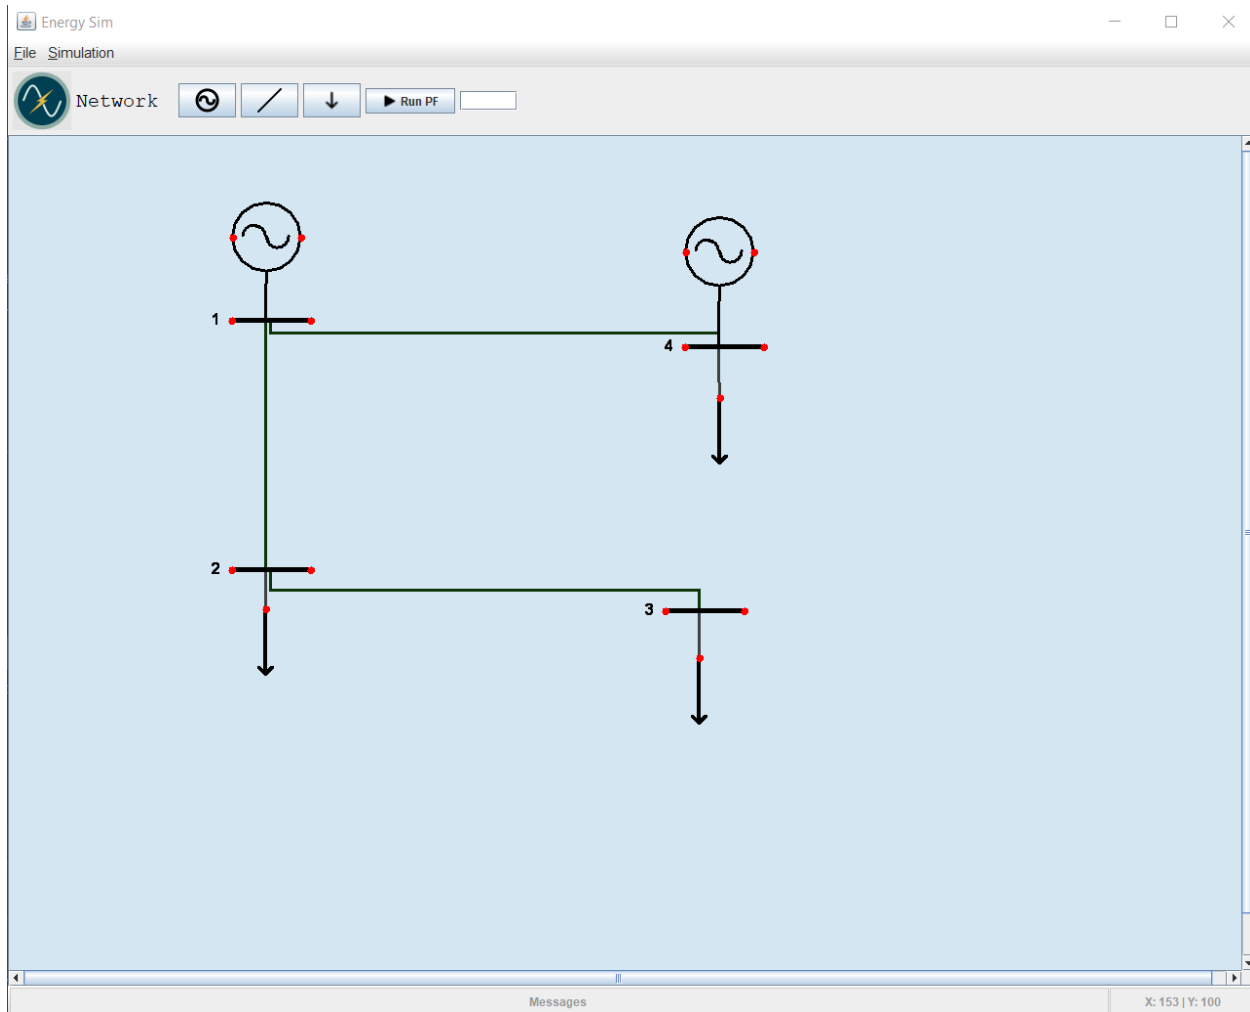 Energy Sim
File Simulation
Network
Run PF
1
4
2
3
Messages
X: 153 | Y: 100